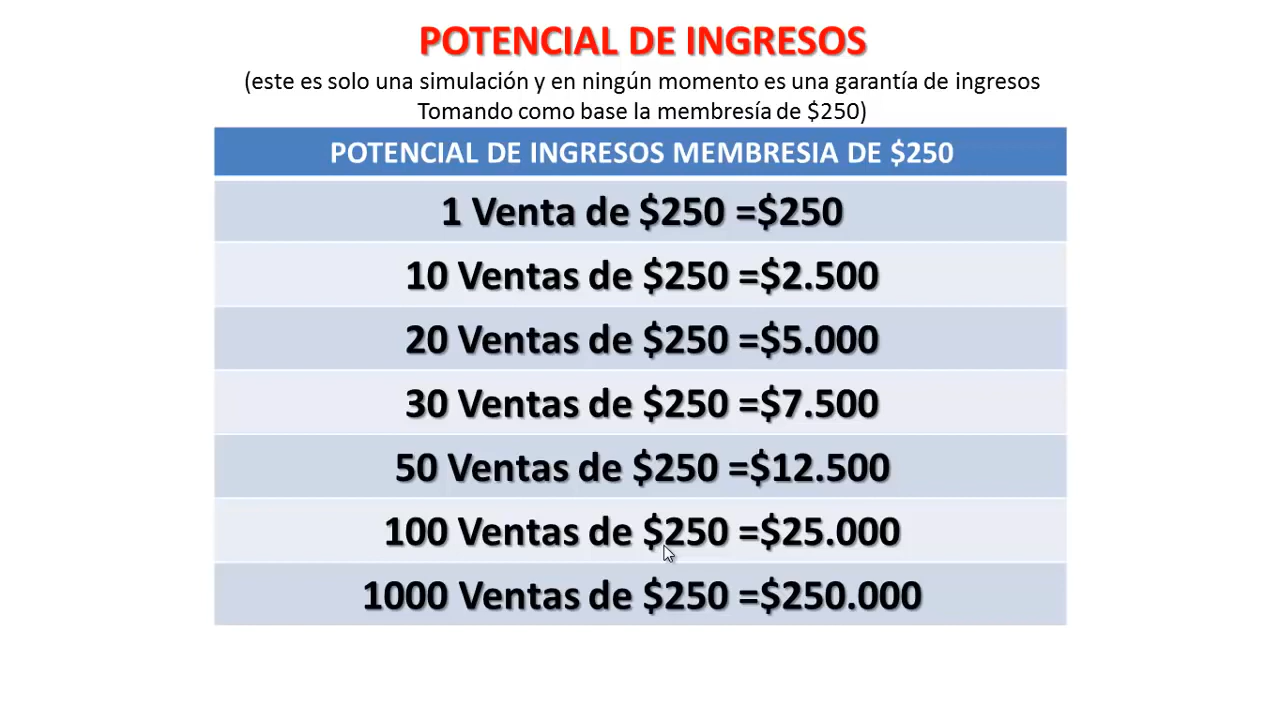 POTENCIAL DE INGRESOS
(este es solo una simulación y en ningún momento es una garantía de ingresos
Tomando como base la membresía de $250)
POTENCIAL DE INGRESOS MEMBRESIA DE $250
1 Venta de $250 =$250
10 Ventas de $250 =$2.500
20 Ventas de $250 =$5.000
30 Ventas de $250 =$7.500
50 Ventas de $250 =$12.500
100 Ventas de $250 =$25.000
1000 Ventas de $250 =$250.000